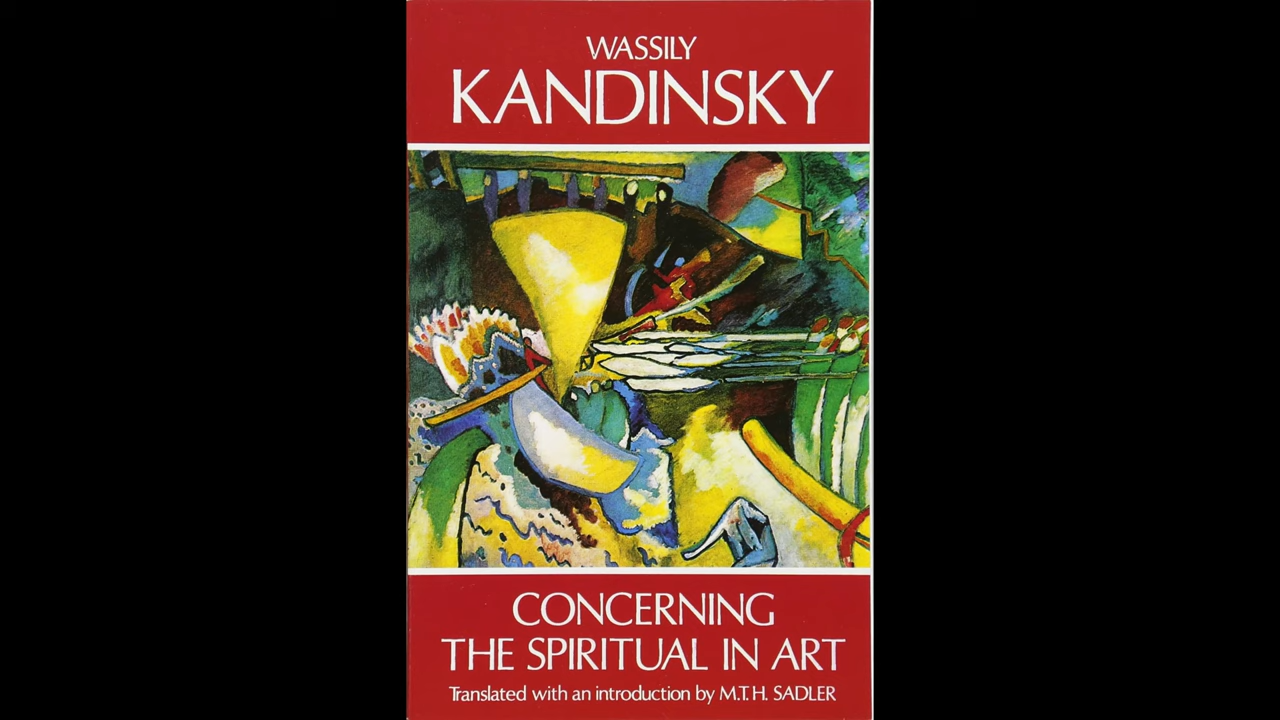 WASSILY
KANDINSKY
CONCERNING
THE SPIRITUAL IN ART
Translated with an introduction by M.T.H. SADLER